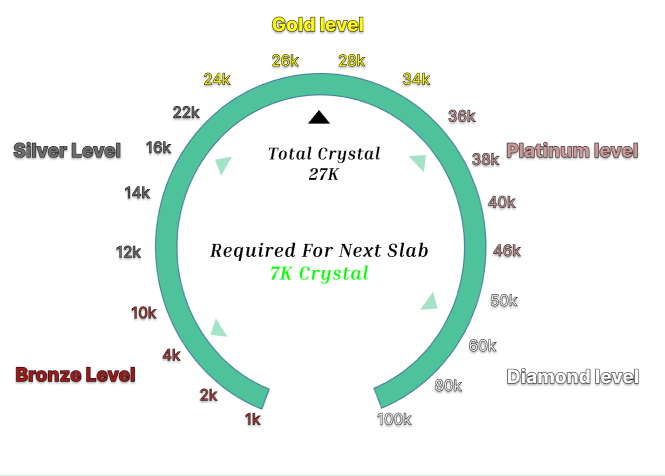 Gold level
26k
28k
24k
34k
22k
36k
Silver Level
16k
Total Crystal
27K
38k
Platinum level
14k
40k
12k
Required For Next Slab
7K Crystal
46k
10k
50k
4k
60k
Bronze Level
Diamond level
2k
80k
1k
100k